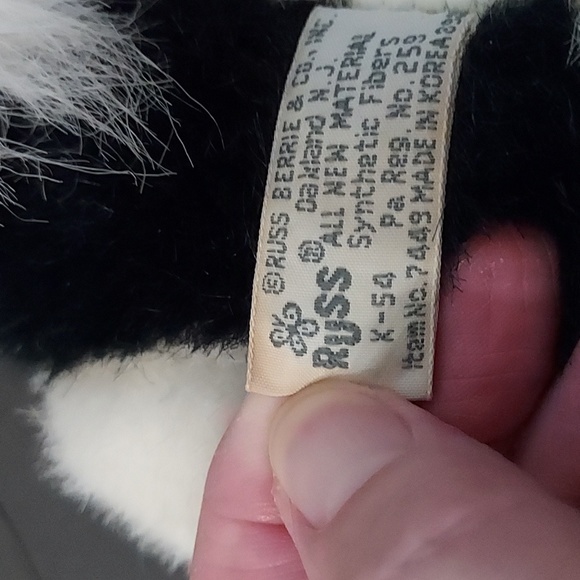 © RUSS BERRIE & CO., INC.
Oakland N.J.
RUSS ® ALL NEW MATERIAL
Synthetic Fibers
K-54 Pa. Reg. No. 258
Item No. 7449 MADE IN KOREA